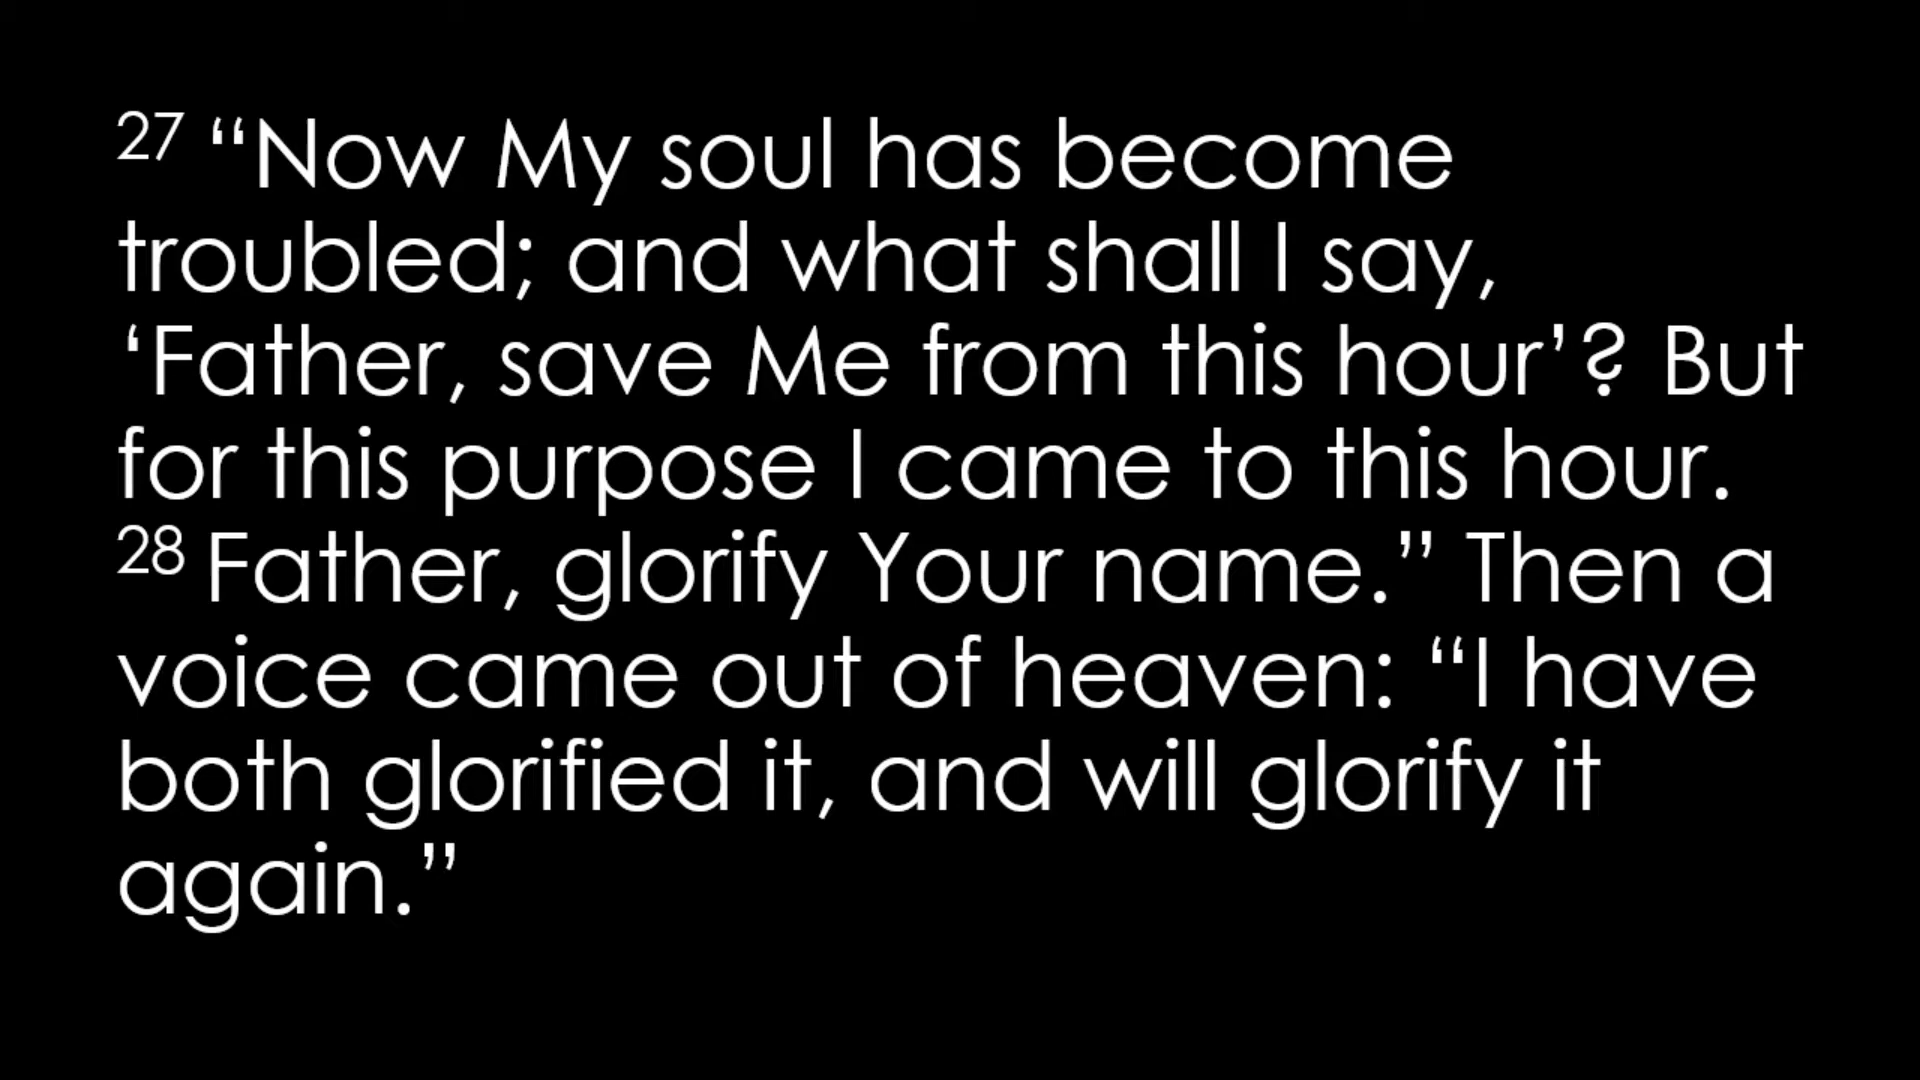 27 “Now My soul has become
troubled; and what shall I say,
‘Father, save Me from this hour’? But
for this purpose I came to this hour.
28 Father, glorify Your name.” Then a
voice came out of heaven: “I have
both glorified it, and will glorify it
again.”